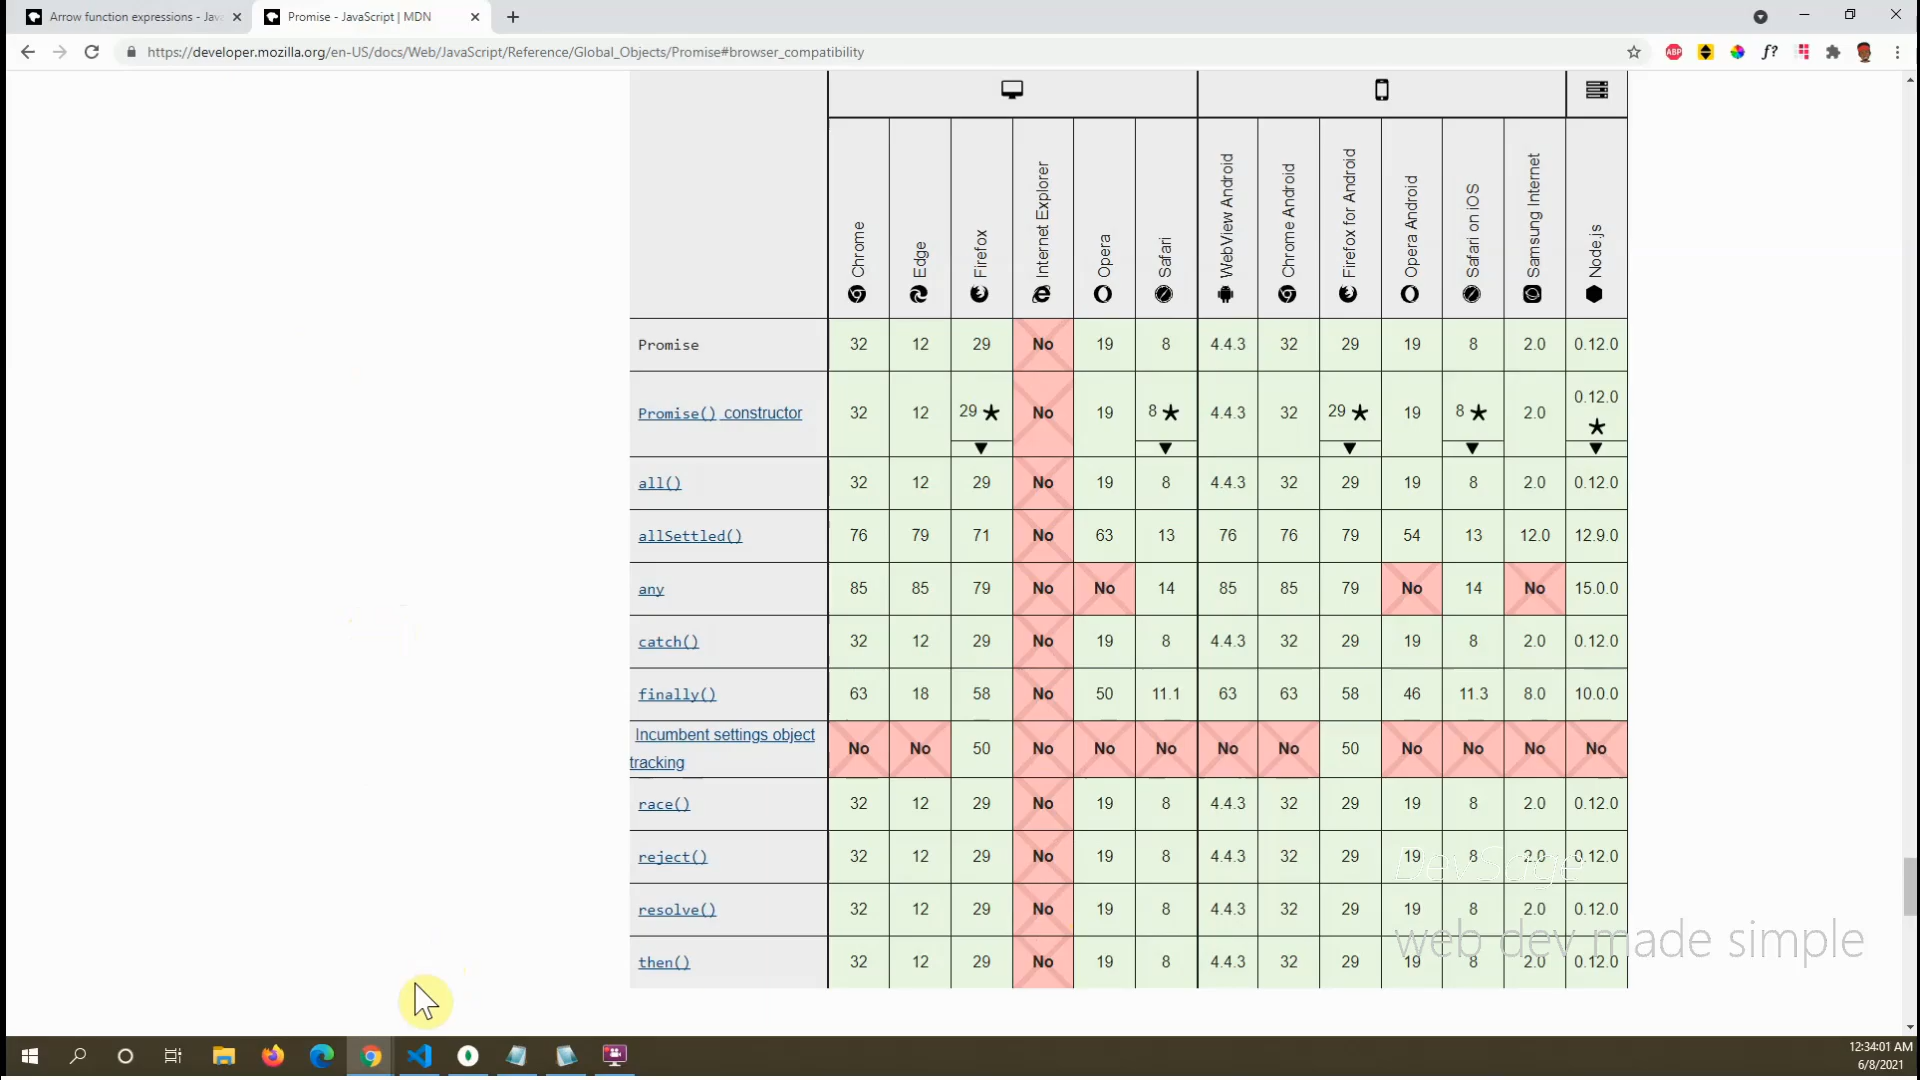 Arrow function expressions - Jav
Promise - JavaScript | MDN
https://developer.mozilla.org/en-US/docs/Web/JavaScript/Reference/Global_Objects/Promise#browser_compatibility
ABP
f?
Chrome Edge Firefox Internet Explorer Opera Safari WebView Android Chrome Android Firefox for Android Opera Android Safari on iOS Samsung Internet Node.js
Promise 32 12 29 No 19 8 4.4.3 32 29 19 8 2.0 0.12.0
Promise() constructor 32 12 29 ★ No 19 8 ★ 4.4.3 32 29 ★ 19 8 ★ 2.0 0.12.0 ★
▼ ▼ ▼ ▼ ▼
all() 32 12 29 No 19 8 4.4.3 32 29 19 8 2.0 0.12.0
allSettled() 76 79 71 No 63 13 76 76 79 54 13 12.0 12.9.0
any 85 85 79 No No 14 85 85 79 No 14 No 15.0.0
catch() 32 12 29 No 19 8 4.4.3 32 29 19 8 2.0 0.12.0
finally() 63 18 58 No 50 11.1 63 63 58 46 11.3 8.0 10.0.0
Incumbent settings object
tracking No No 50 No No No No No 50 No No No No
race() 32 12 29 No 19 8 4.4.3 32 29 19 8 2.0 0.12.0
reject() 32 12 29 No 19 8 4.4.3 32 29 19 8 2.0 0.12.0
DevSage
resolve() 32 12 29 No 19 8 4.4.3 32 29 19 8 2.0 0.12.0
web dev made simple
then() 32 12 29 No 19 8 4.4.3 32 29 19 8 2.0 0.12.0
12:34:01 AM
6/8/2021